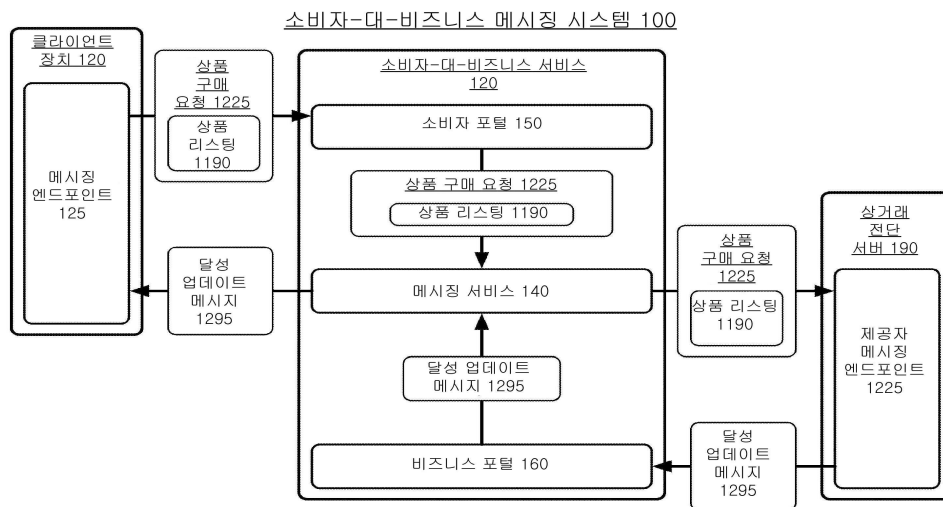 소비자-대-비즈니스 메시징 시스템 100
클라이언트
장치 120
메시징
엔드포인트
125
상품
구매
요청 1225
상품
리스팅
1190
달성
업데이트
메시지
1295
소비자-대-비즈니스 서비스
120
소비자 포털 150
상품 구매 요청 1225
상품 리스팅 1190
메시징 서비스 140
달성 업데이트
메시지 1295
비즈니스 포털 160
상품
구매 요청
1225
상품 리스팅
1190
달성
업데이트
메시지
1295
상거래
전단
서버 190
제공자
메시징
엔드포인트
1225